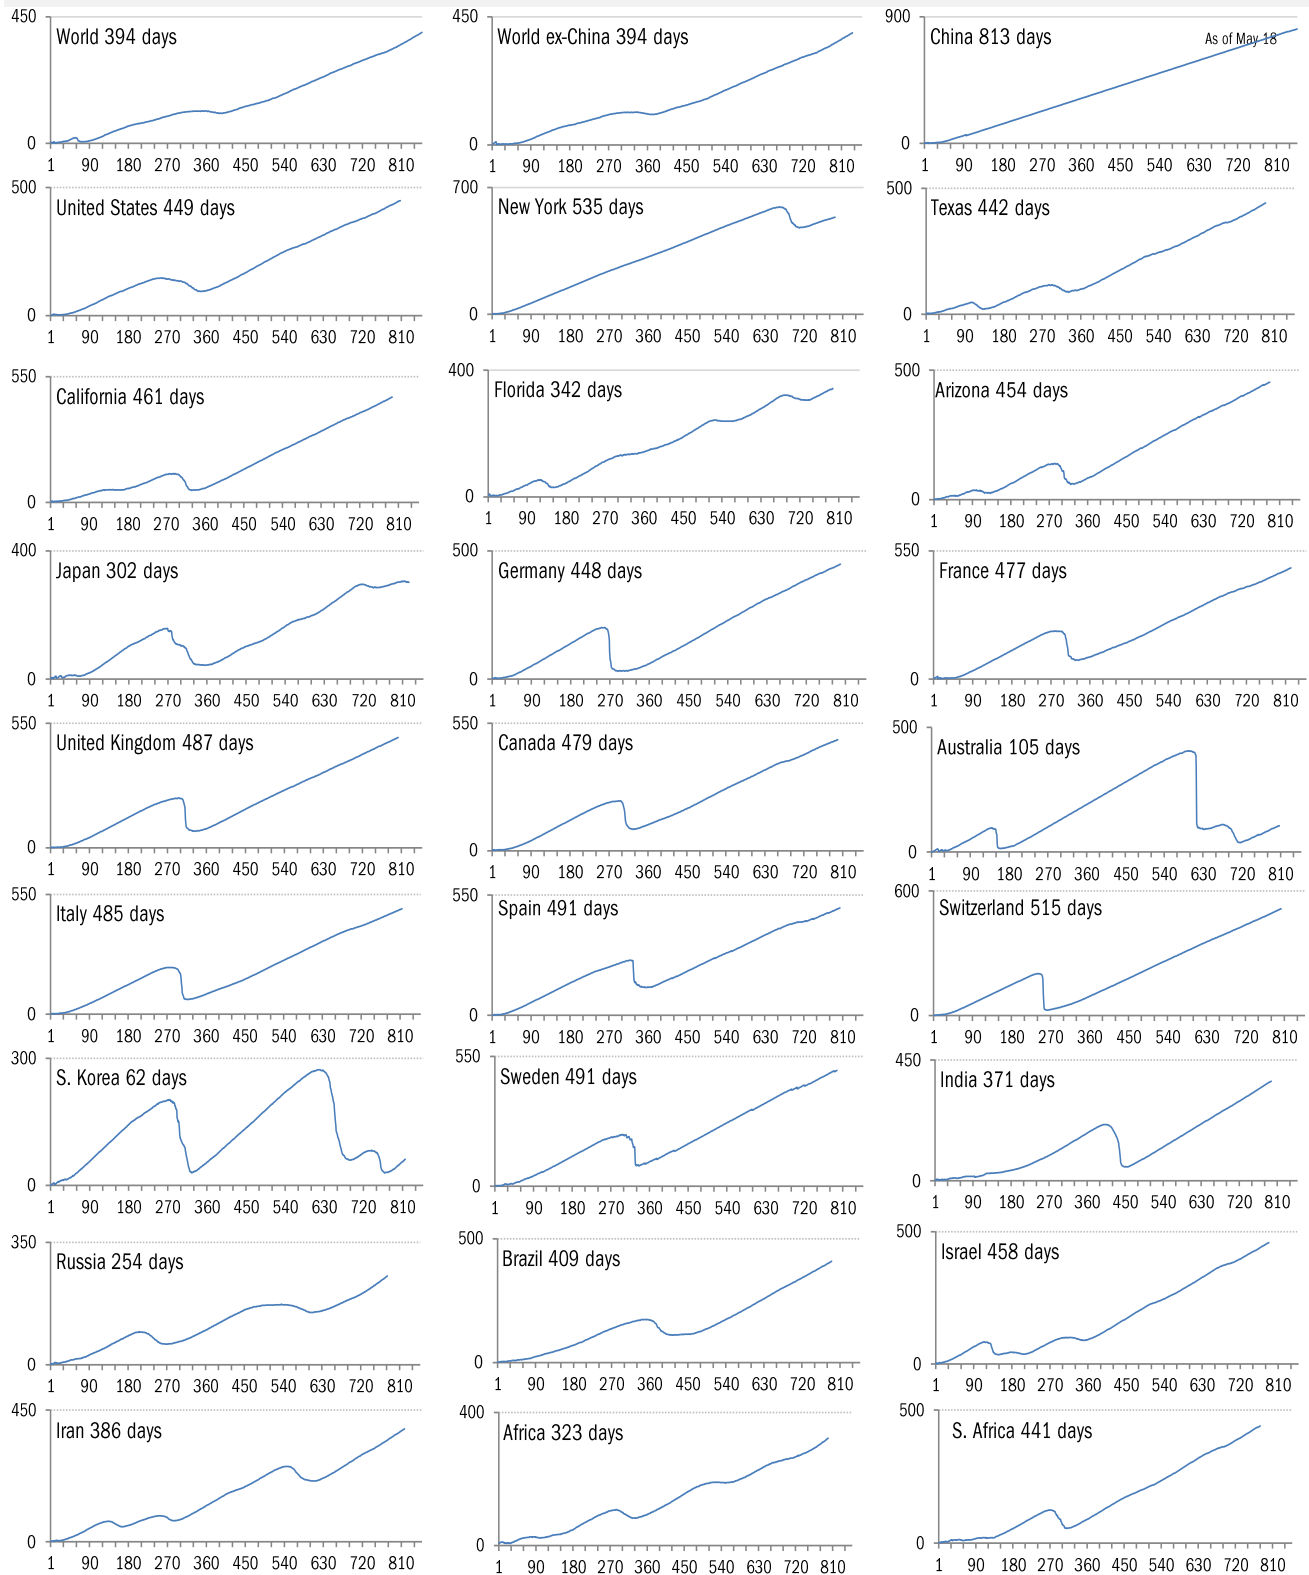 450 World 394 days
0
1 90 180 270 360 450 540 630 720 810
450 World ex-China 394 days
0
1 90 180 270 360 450 540 630 720 810
900 China 813 days
As of May 18
0
1 90 180 270 360 450 540 630 720 810
500 United States 449 days
0
1 90 180 270 360 450 540 630 720 810
700 New York 535 days
0
1 90 180 270 360 450 540 630 720 810
500 Texas 442 days
0
1 90 180 270 360 450 540 630 720 810
550 California 461 days
0
1 90 180 270 360 450 540 630 720 810
400 Florida 342 days
0
1 90 180 270 360 450 540 630 720 810
500 Arizona 454 days
0
1 90 180 270 360 450 540 630 720 810
400 Japan 302 days
0
1 90 180 270 360 450 540 630 720 810
500 Germany 448 days
0
1 90 180 270 360 450 540 630 720 810
550 France 477 days
0
1 90 180 270 360 450 540 630 720 810
550 United Kingdom 487 days
0
1 90 180 270 360 450 540 630 720 810
550 Canada 479 days
0
1 90 180 270 360 450 540 630 720 810
500 Australia 105 days
0
1 90 180 270 360 450 540 630 720 810
550 Italy 485 days
0
1 90 180 270 360 450 540 630 720 810
550 Spain 491 days
0
1 90 180 270 360 450 540 630 720 810
600 Switzerland 515 days
0
1 90 180 270 360 450 540 630 720 810
300 S. Korea 62 days
0
1 90 180 270 360 450 540 630 720 810
550 Sweden 491 days
0
1 90 180 270 360 450 540 630 720 810
450 India 371 days
0
1 90 180 270 360 450 540 630 720 810
350 Russia 254 days
0
1 90 180 270 360 450 540 630 720 810
500 Brazil 409 days
0
1 90 180 270 360 450 540 630 720 810
500 Israel 458 days
0
1 90 180 270 360 450 540 630 720 810
450 Iran 386 days
0
1 90 180 270 360 450 540 630 720 810
400 Africa 323 days
0
1 90 180 270 360 450 540 630 720 810
500 S. Africa 441 days
0
1 90 180 270 360 450 540 630 720 810